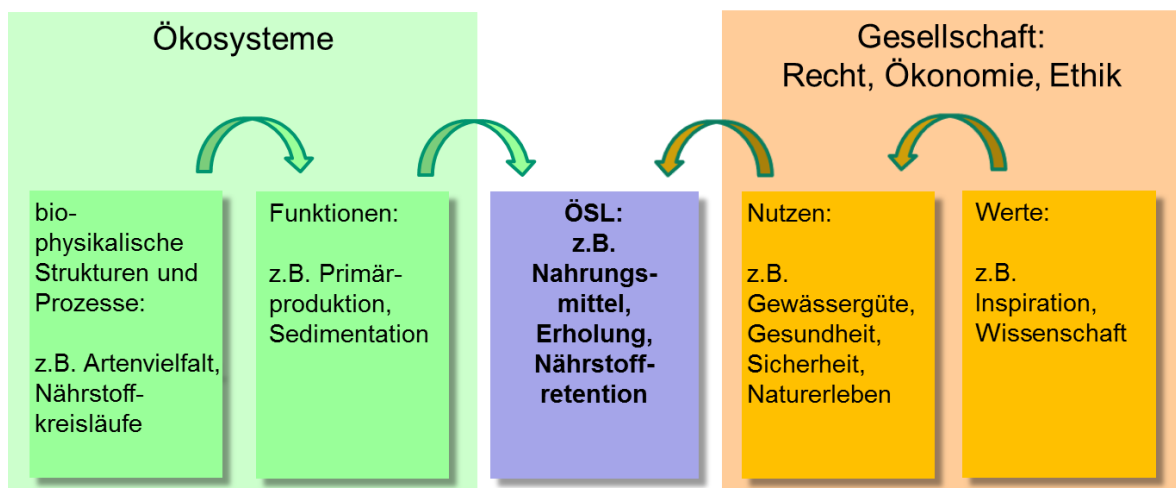 Ökosysteme
Gesellschaft:
Recht, Ökonomie, Ethik
bio-
physikalische
Strukturen und
Prozesse:
z.B. Artenvielfalt,
Nährstoff-
kreisläufe
Funktionen:
z.B. Primär-
produktion,
Sedimentation
ÖSL:
z.B.
Nahrungs-
mittel,
Erholung,
Nährstoff-
retention
Nutzen:
z.B.
Gewässergüte,
Gesundheit,
Sicherheit,
Naturerleben
Werte:
z.B.
Inspiration,
Wissenschaft